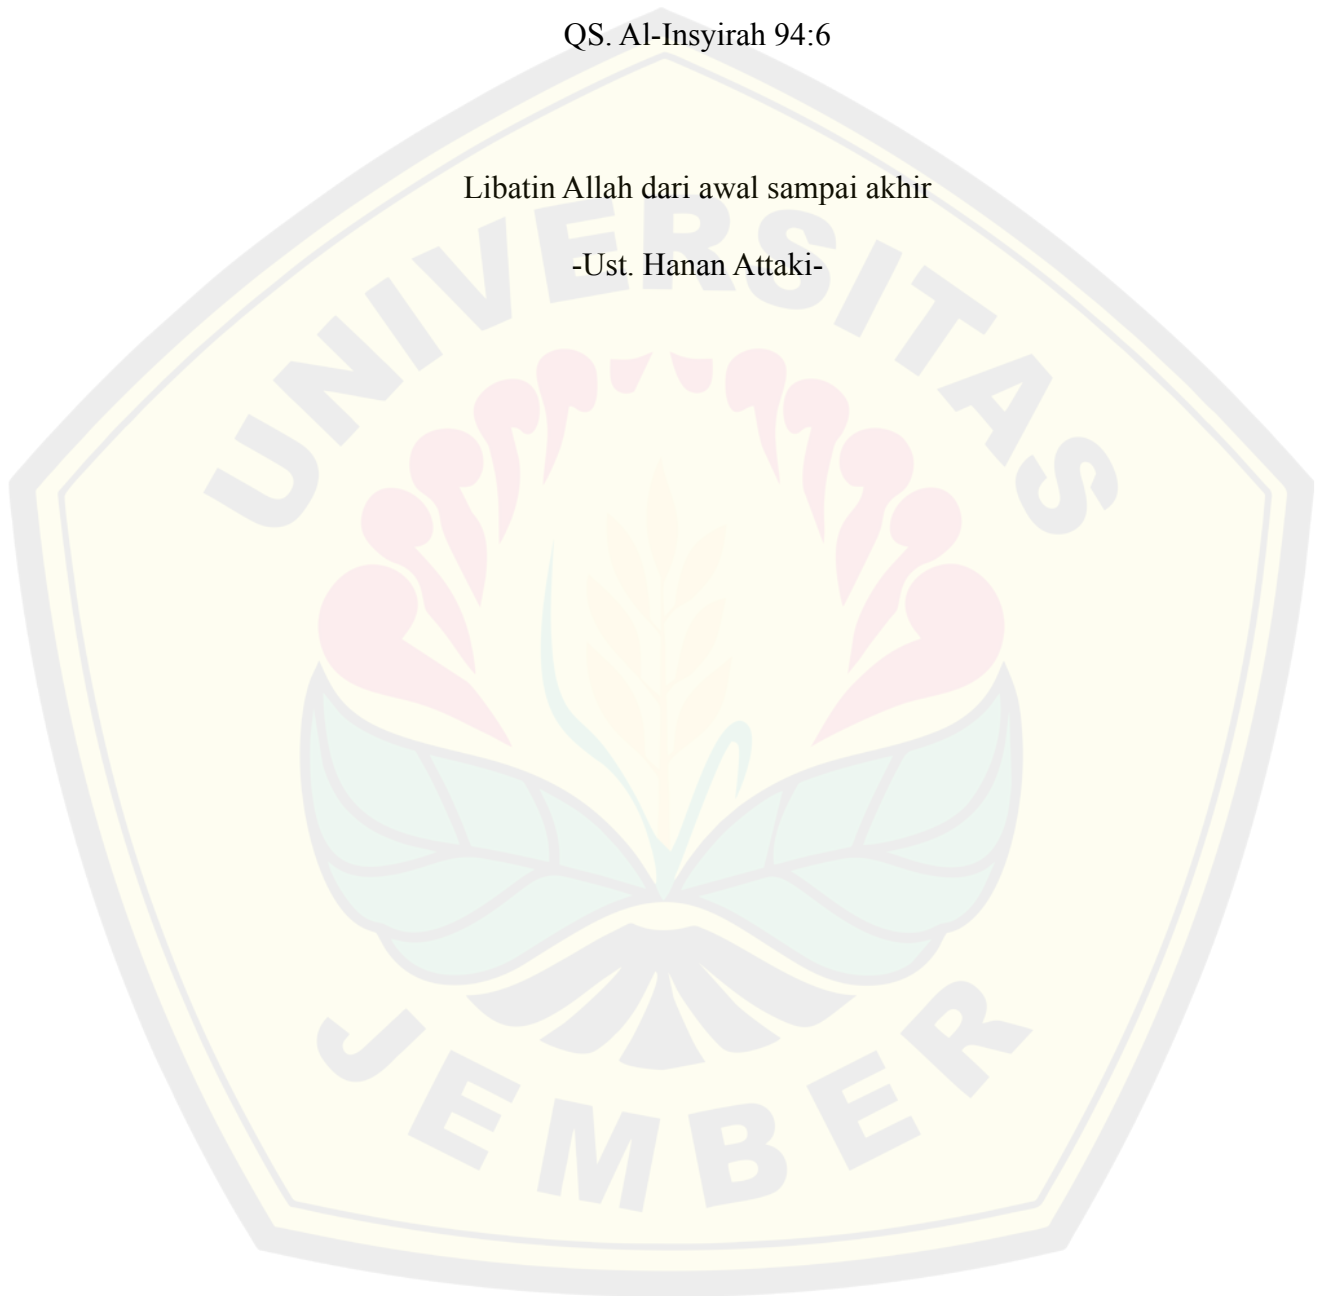 QS. Al-Insyirah 94:6
Libatin Allah dari awal sampai akhir
-Ust. Hanan Attaki-
UNIVERSITAS
JEMBER